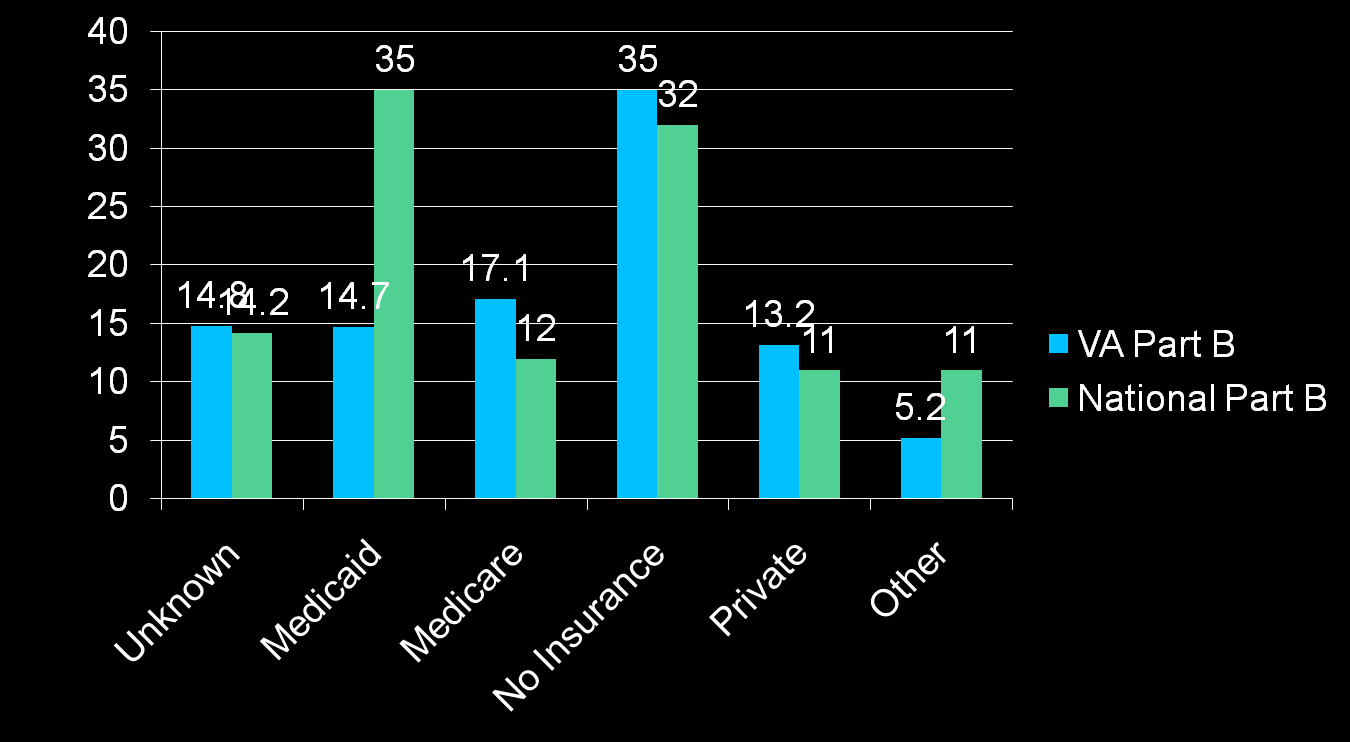 40
35
30
25
20
15
10
5
0
14.8
14.2
14.7
35
17.1
12
35
32
13.2
11
5.2
11
Unknown
Medicaid
Medicare
No Insurance
Private
Other
VA Part B
National Part B